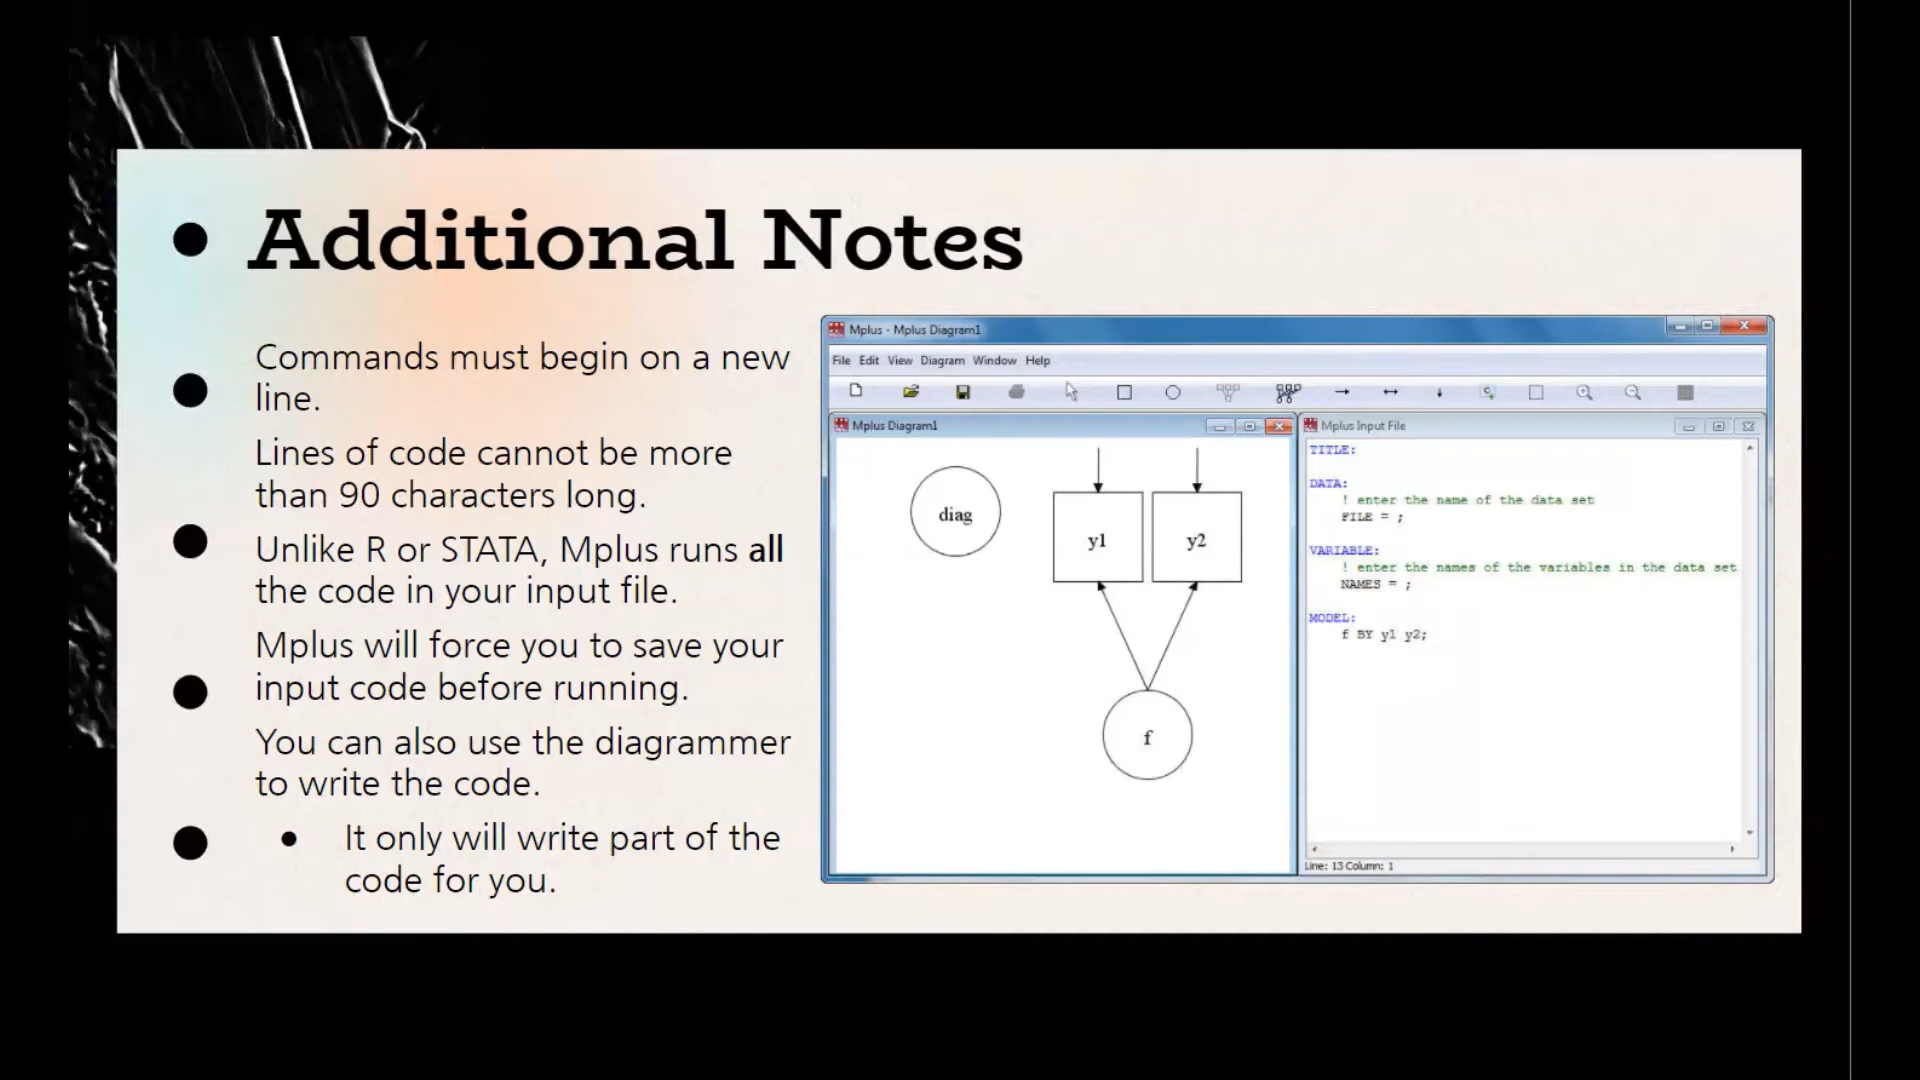 Additional Notes
Commands must begin on a new
line.
Lines of code cannot be more
than 90 characters long.
Unlike R or STATA, Mplus runs all
the code in your input file.
Mplus will force you to save your
input code before running.
You can also use the diagrammer
to write the code.
It only will write part of the
code for you.
Mplus - Mplus Diagram1
File Edit View Diagram Window Help
Mplus Diagram1
diag
y1
y2
f
Mplus Input File
TITLE:
DATA:
! enter the name of the data set
FILE = ;
VARIABLE:
! enter the names of the variables in the data set
NAMES = ;
MODEL:
f BY y1 y2;
Line: 13 Column: 1